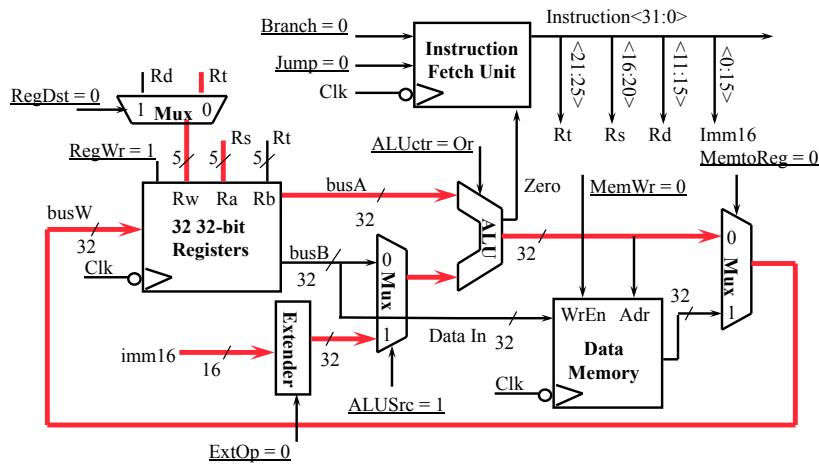 Branch = 0
Instruction<31:0>
Instruction
Fetch Unit
Jump = 0
Clk
<21:25>
<16:20>
<11:15>
<0:15>
Rt
Rs
Rd
Imm16
Rd
Rt
RegDst = 0
1
Mux
0
RegWr = 1
5
5
Rs
5
Rt
ALUctr = Or
Zero
MemWr = 0
MemtoReg = 0
busW
32
Rw
Ra
Rb
32 32-bit
Registers
Clk
busA
32
ALU
busB
32
0
Mux
1
32
0
Mux
1
32
imm16
16
Extender
32
Data In
32
WrEn
Adr
Data
Memory
Clk
ALUSrc = 1
ExtOp = 0